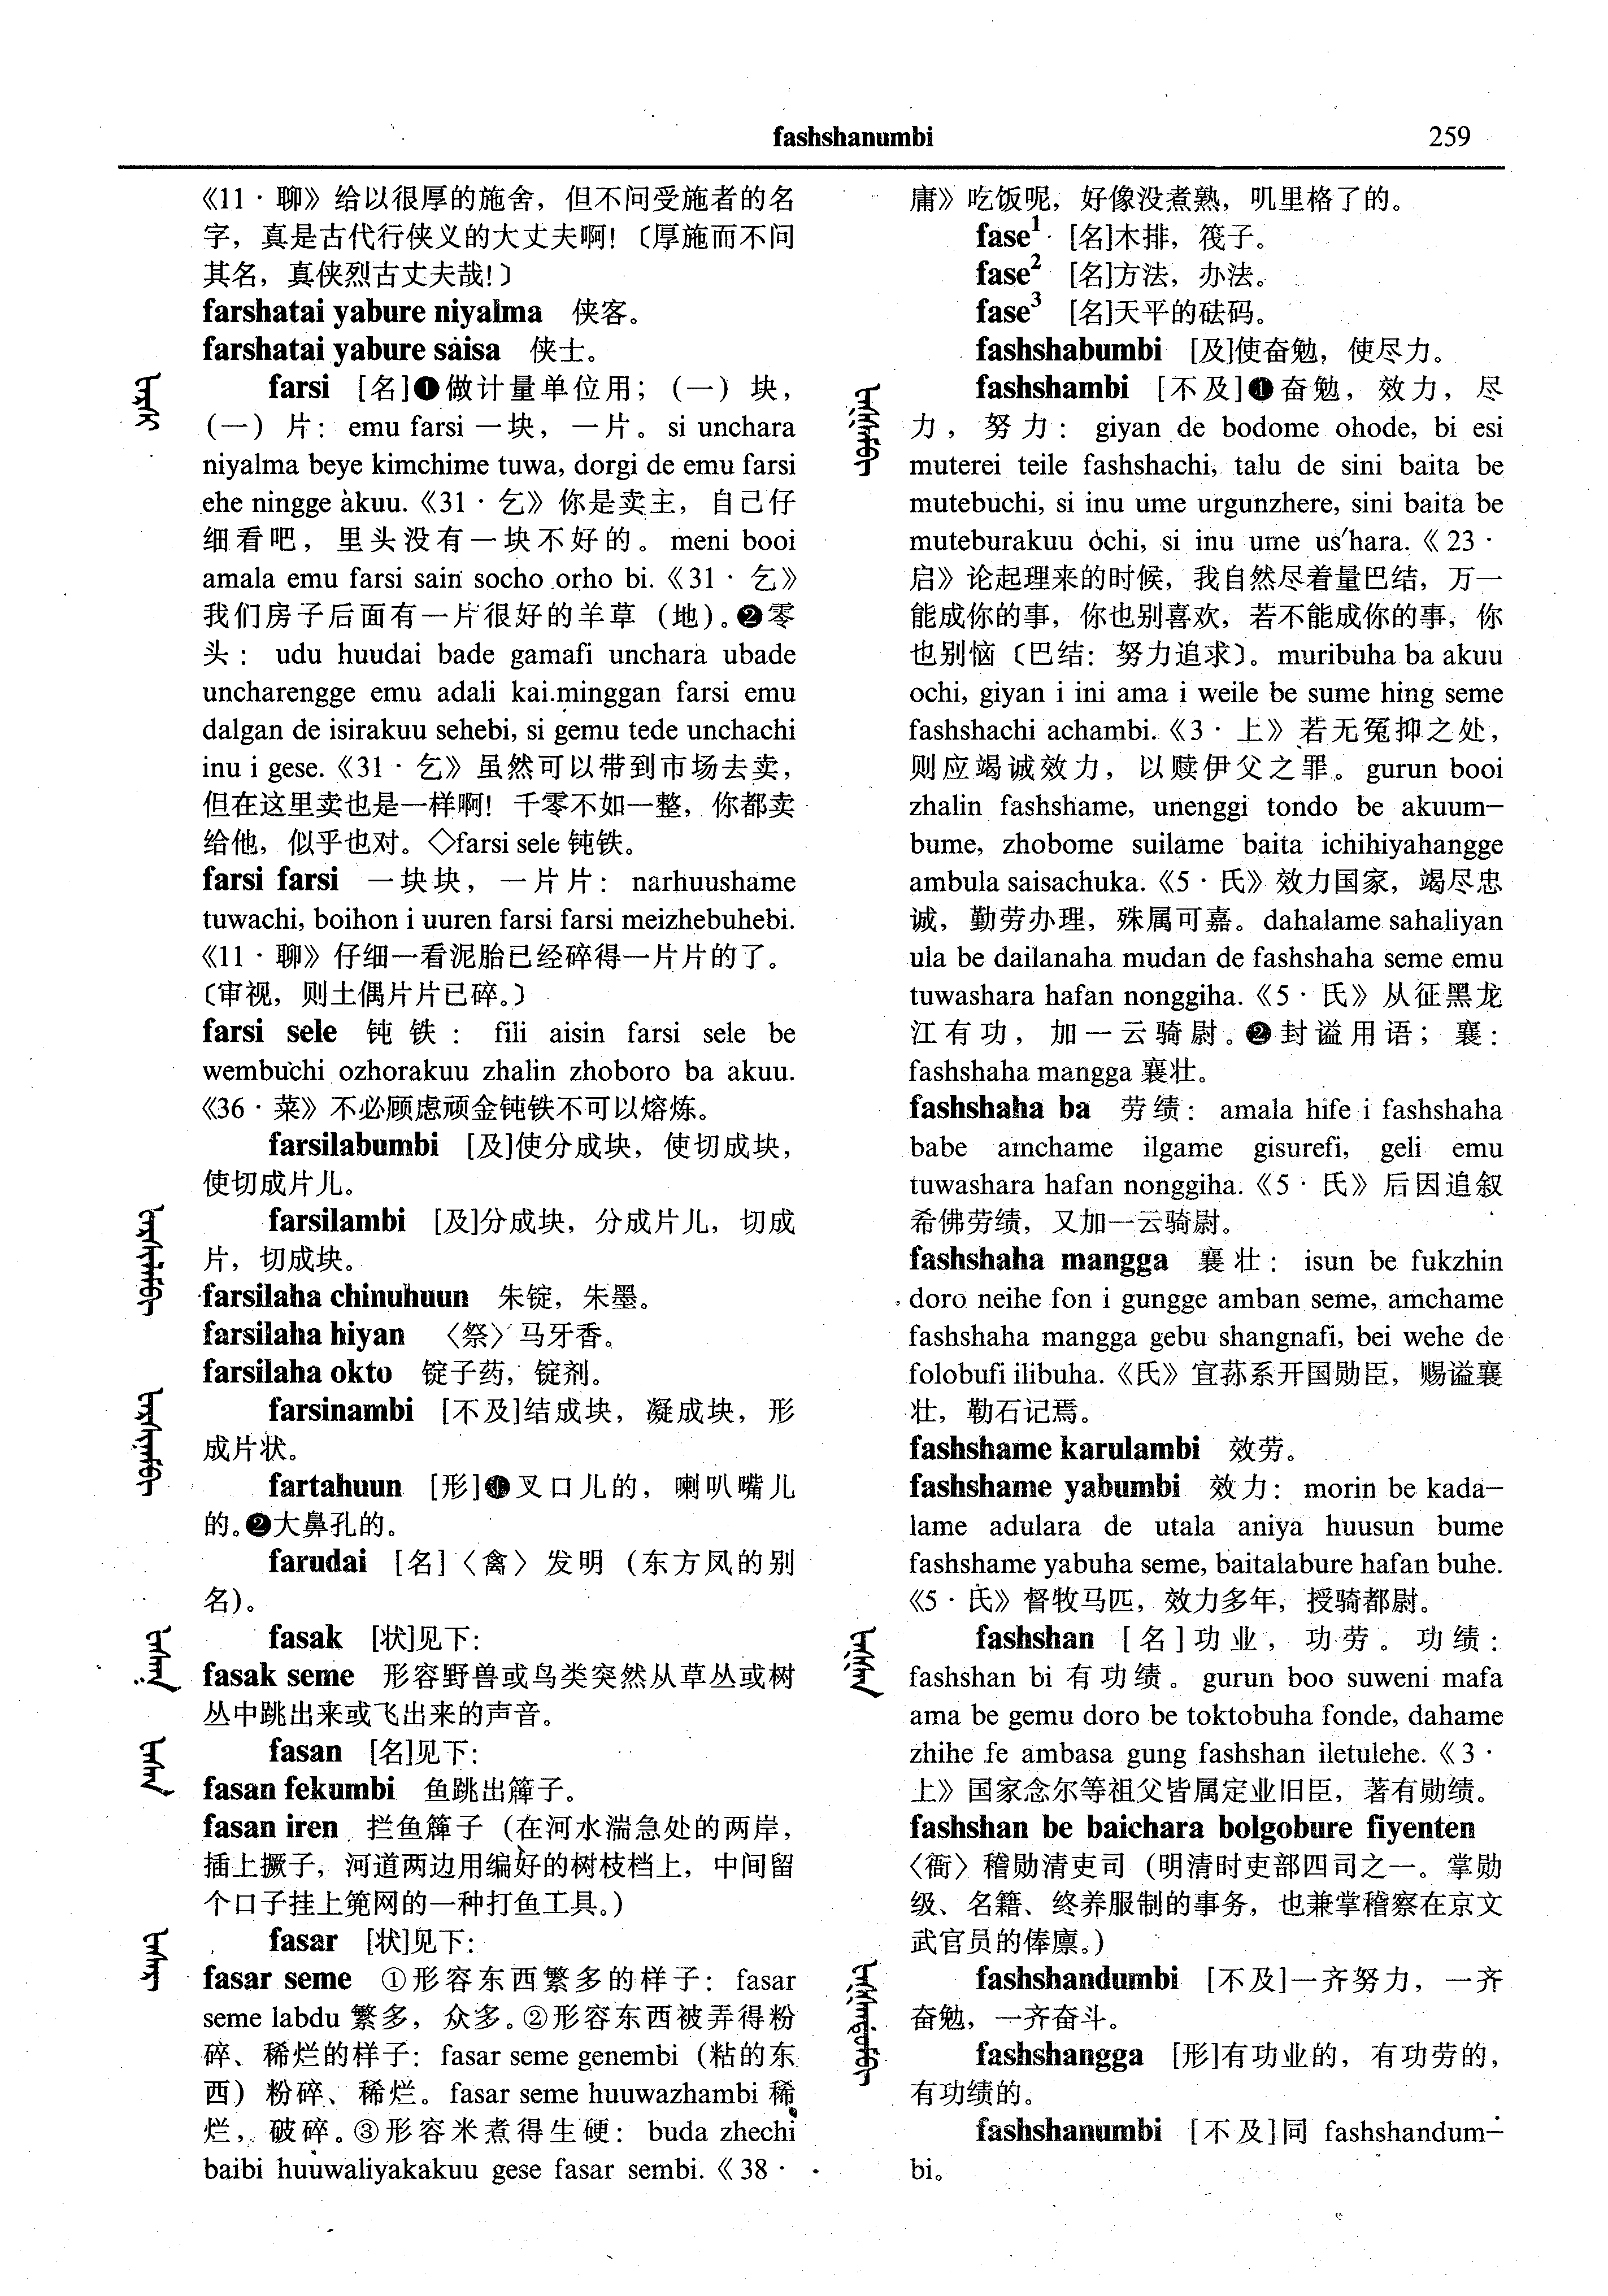 fashshanumbi
259
《11·聊》给以很厚的施舍，但不问受施者的名
字，真是古代行侠义的大丈夫啊！〔厚施而不问
其名，真侠烈古丈夫哉！〕
farshatai yabure niyalma 侠客。
farshatai yabure saisa 侠士。
farsi [名]❶做计量单位用；（一）块，
（一）片：emu farsi 一块，一片。si unchara
niyalma beye kimchime tuwa, dorgi de emu farsi
ehe ningge akuu.《31·乞》你是卖主，自己仔
细看吧，里头没有一块不好的。meni booi
amala emu farsi sain socho orho bi.《31·乞》
我们房子后面有一片很好的羊草（地）。❷零
头：udu huudai bade gamafi unchara ubade
uncharengge emu adali kai.minggan farsi emu
dalgan de isirakuu sehebi, si gemu tede unchachi
inu i gese.《31·乞》虽然可以带到市场去卖，
但在这里卖也是一样啊！千零不如一整，你都卖
给他，似乎也对。◇farsi sele 钝铁。
farsi farsi 一块块，一片片：narhuushame
tuwachi, boihon i uuren farsi farsi meizhebuhebi.
《11·聊》仔细一看泥胎已经碎得一片片的了。
〔审视，则土偶片片已碎。〕
farsi sele 钝铁：fili aisin farsi sele be
wembuchi ozhorakuu zhalin zhoboro ba akuu.
《36·菜》不必顾虑顽金钝铁不可以熔炼。
farsilabumbi [及]使分成块，使切成块，
使切成片儿。
farsilambi [及]分成块，分成片儿，切成
片，切成块。
farsilaha chinuhuun 朱锭，朱墨。
farsilaha hiyan 〈祭〉马牙香。
farsilaha okto 锭子药，锭剂。
farsinambi [不及]结成块，凝成块，形
成片状。
fartahuun [形]❶叉口儿的，喇叭嘴儿
的。❷大鼻孔的。
farudai [名]〈禽〉发明（东方凤的别
名）。
fasak [状]见下：
fasak seme 形容野兽或鸟类突然从草丛或树
丛中跳出来或飞出来的声音。
fasan [名]见下：
fasan fekumbi 鱼跳出簰子。
fasan iren 拦鱼簰子（在河水湍急处的两岸，
插上撅子，河道两边用编好的树枝档上，中间留
个口子挂上篼网的一种打鱼工具。）
fasar [状]见下：
fasar seme ①形容东西繁多的样子：fasar
seme labdu 繁多，众多。②形容东西被弄得粉
碎、稀烂的样子：fasar seme genembi（粘的东
西）粉碎、稀烂。fasar seme huuwazhambi 稀
烂，破碎。③形容米煮得生硬：buda zhechi
baibi huuwaliyakakuu gese fasar sembi.《38·
庸》吃饭呢，好像没煮熟，叽里格了的。
fase¹ [名]木排，筏子。
fase² [名]方法，办法。
fase³ [名]天平的砝码。
fashshabumbi [及]使奋勉，使尽力。
fashshambi [不及]❶奋勉，效力，尽
力，努力：giyan de bodome ohode, bi esi
muterei teile fashshachi, talu de sini baita be
mutebuchi, si inu ume urgunzhere, sini baita be
muteburakuu ochi, si inu ume us'hara.《23·
启》论起理来的时候，我自然尽着量巴结，万一
能成你的事，你也别喜欢，若不能成你的事，你
也别恼〔巴结：努力追求〕。muribuha ba akuu
ochi, giyan i ini ama i weile be sume hing seme
fashshachi achambi.《3·上》若无冤抑之处，
则应竭诚效力，以赎伊父之罪。gurun booi
zhalin fashshame, unenggi tondo be akuum-
bume, zhobome suilame baita ichihiyahangge
ambula saisachuka.《5·氏》效力国家，竭尽忠
诚，勤劳办理，殊属可嘉。dahalame sahaliyan
ula be dailanaha mudan de fashshaha seme emu
tuwashara hafan nonggiha.《5·氏》从征黑龙
江有功，加一云骑尉。❷封谥用语；襄：
fashshaha mangga 襄壮。
fashshaha ba 劳绩：amala hife i fashshaha
babe amchame ilgame gisurefi, geli emu
tuwashara hafan nonggiha.《5·氏》后因追叙
希佛劳绩，又加一云骑尉。
fashshaha mangga 襄壮：isun be fukzhin
doro neihe fon i gungge amban seme, amchame
fashshaha mangga gebu shangnafi, bei wehe de
folobufi ilibuha.《氏》宜荪系开国勋臣，赐谥襄
壮，勒石记焉。
fashshame karulambi 效劳。
fashshame yabumbi 效力：morin be kada-
lame adulara de utala aniya huusun bume
fashshame yabuha seme, baitalabure hafan buhe.
《5·氏》督牧马匹，效力多年，授骑都尉。
fashshan [名]功业，功劳。功绩：
fashshan bi 有功绩。gurun boo suweni mafa
ama be gemu doro be toktobuha fonde, dahame
zhihe fe ambasa gung fashshan iletulehe.《3·
上》国家念尔等祖父皆属定业旧臣，著有勋绩。
fashshan be baichara bolgobure fiyenten
〈衙〉稽勋清吏司（明清时吏部四司之一。掌勋
级、名籍、终养服制的事务，也兼掌稽察在京文
武官员的俸廪。）
fashshandumbi [不及]一齐努力，一齐
奋勉，一齐奋斗。
fashshangga [形]有功业的，有功劳的，
有功绩的。
fashshanumbi [不及]同 fashshandum-
bi。